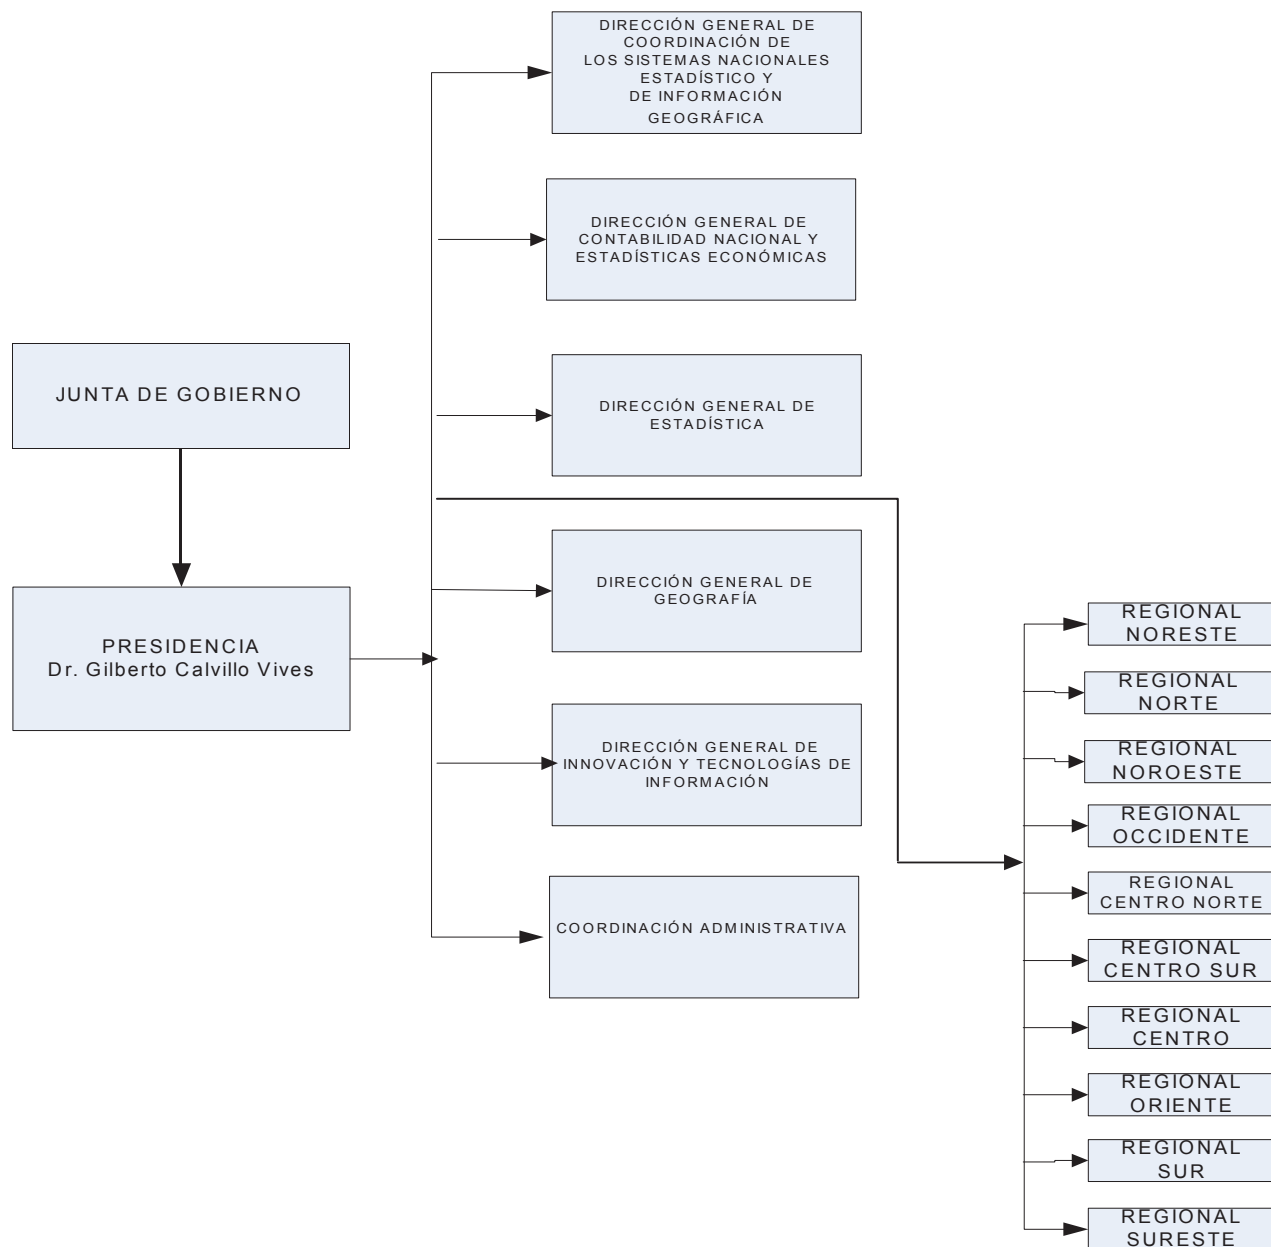 DIRECCIÓN GENERAL DE
COORDINACIÓN DE
LOS SISTEMAS NACIONALES
ESTADÍSTICO Y
DE INFORMACIÓN
GEOGRÁFICA
DIRECCIÓN GENERAL DE
CONTABILIDAD NACIONAL Y
ESTADÍSTICAS ECONÓMICAS
JUNTA DE GOBIERNO
DIRECCIÓN GENERAL DE
ESTADÍSTICA
DIRECCIÓN GENERAL DE
GEOGRAFÍA
PRESIDENCIA
Dr. Gilberto Calvillo Vives
DIRECCIÓN GENERAL DE
INNOVACIÓN Y TECNOLOGÍAS DE
INFORMACIÓN
COORDINACIÓN ADMINISTRATIVA
REGIONAL
NORESTE
REGIONAL
NORTE
REGIONAL
NOROESTE
REGIONAL
OCCIDENTE
REGIONAL
CENTRO NORTE
REGIONAL
CENTRO SUR
REGIONAL
CENTRO
REGIONAL
ORIENTE
REGIONAL
SUR
REGIONAL
SURESTE